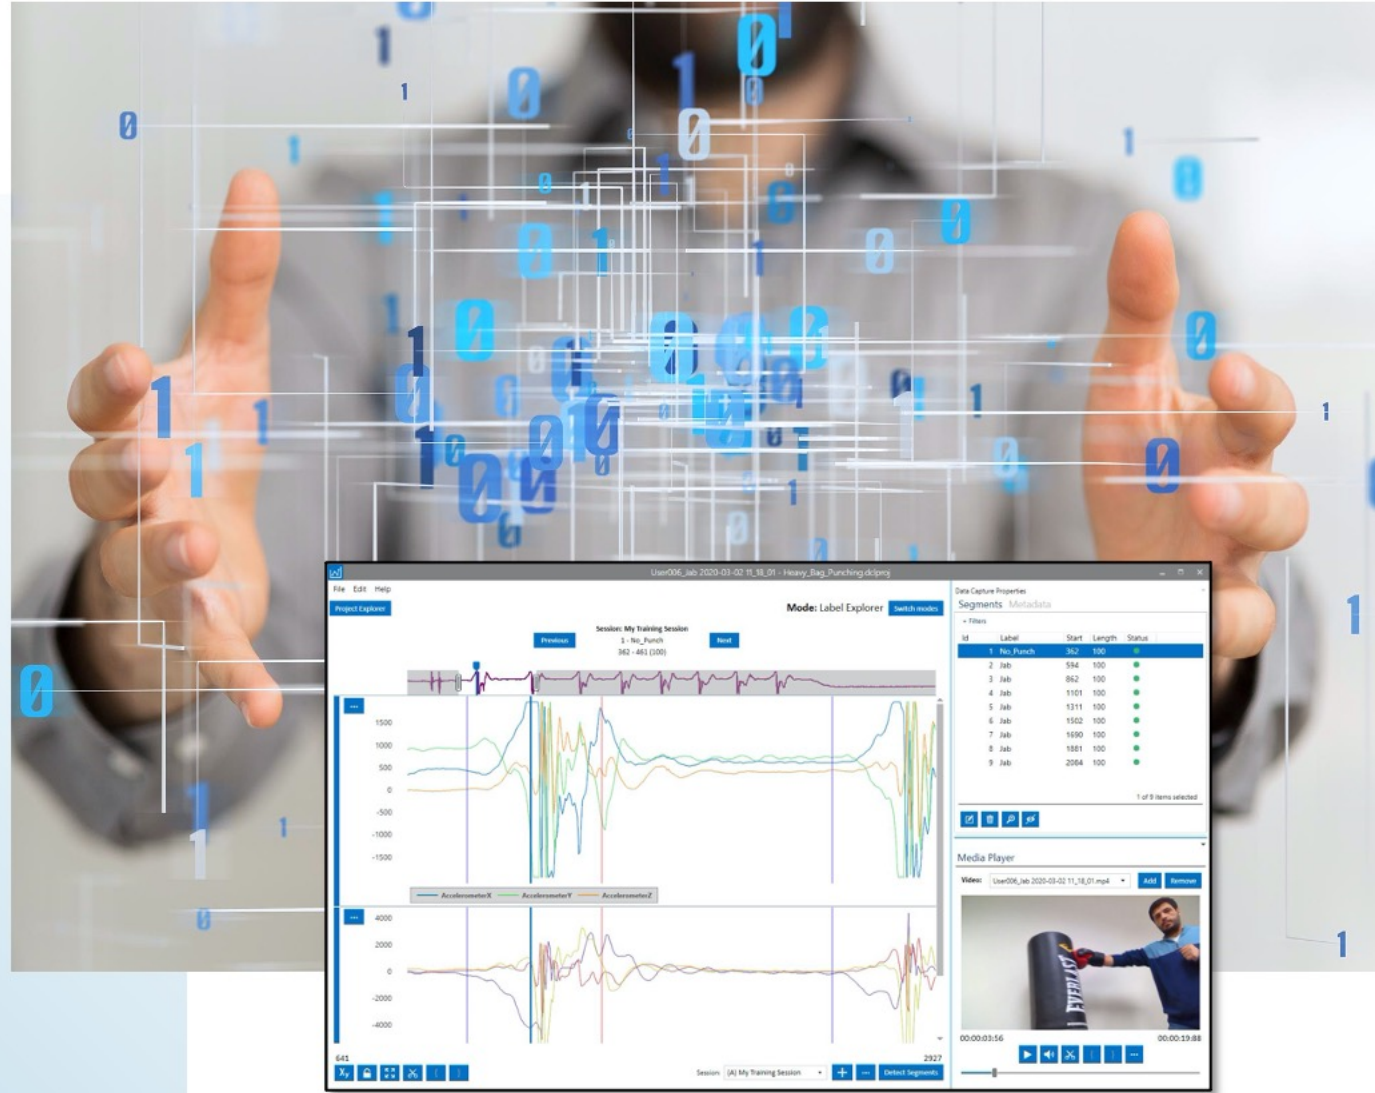 User006_Jab 2020-03-02 11_18_01 - Heavy_Bag_Punching.dclproj
File Edit Help
Project Explorer
Mode: Label Explorer
Switch modes
Session: My Training Session
Previous
1 - No_Punch
Next
362 - 461 (100)
1500
1000
500
0
-500
-1000
-1500
AccelerometerX AccelerometerY AccelerometerZ
4000
2000
0
-2000
-4000
641
2927
Xy
Session (A) My Training Session
Detect Segments
Data Capture Properties
Segments Metadata
Filters
Id Label Start Length Status
1 No_Punch 362 100
2 Jab 594 100
3 Jab 862 100
4 Jab 1101 100
5 Jab 1311 100
6 Jab 1502 100
7 Jab 1690 100
8 Jab 1881 100
9 Jab 2084 100
1 of 9 items selected
Media Player
Video: User006_Jab 2020-03-02 11_18_01.mp4
Add
Remove
EVERLAST
00:00:03:56
00:00:19:88